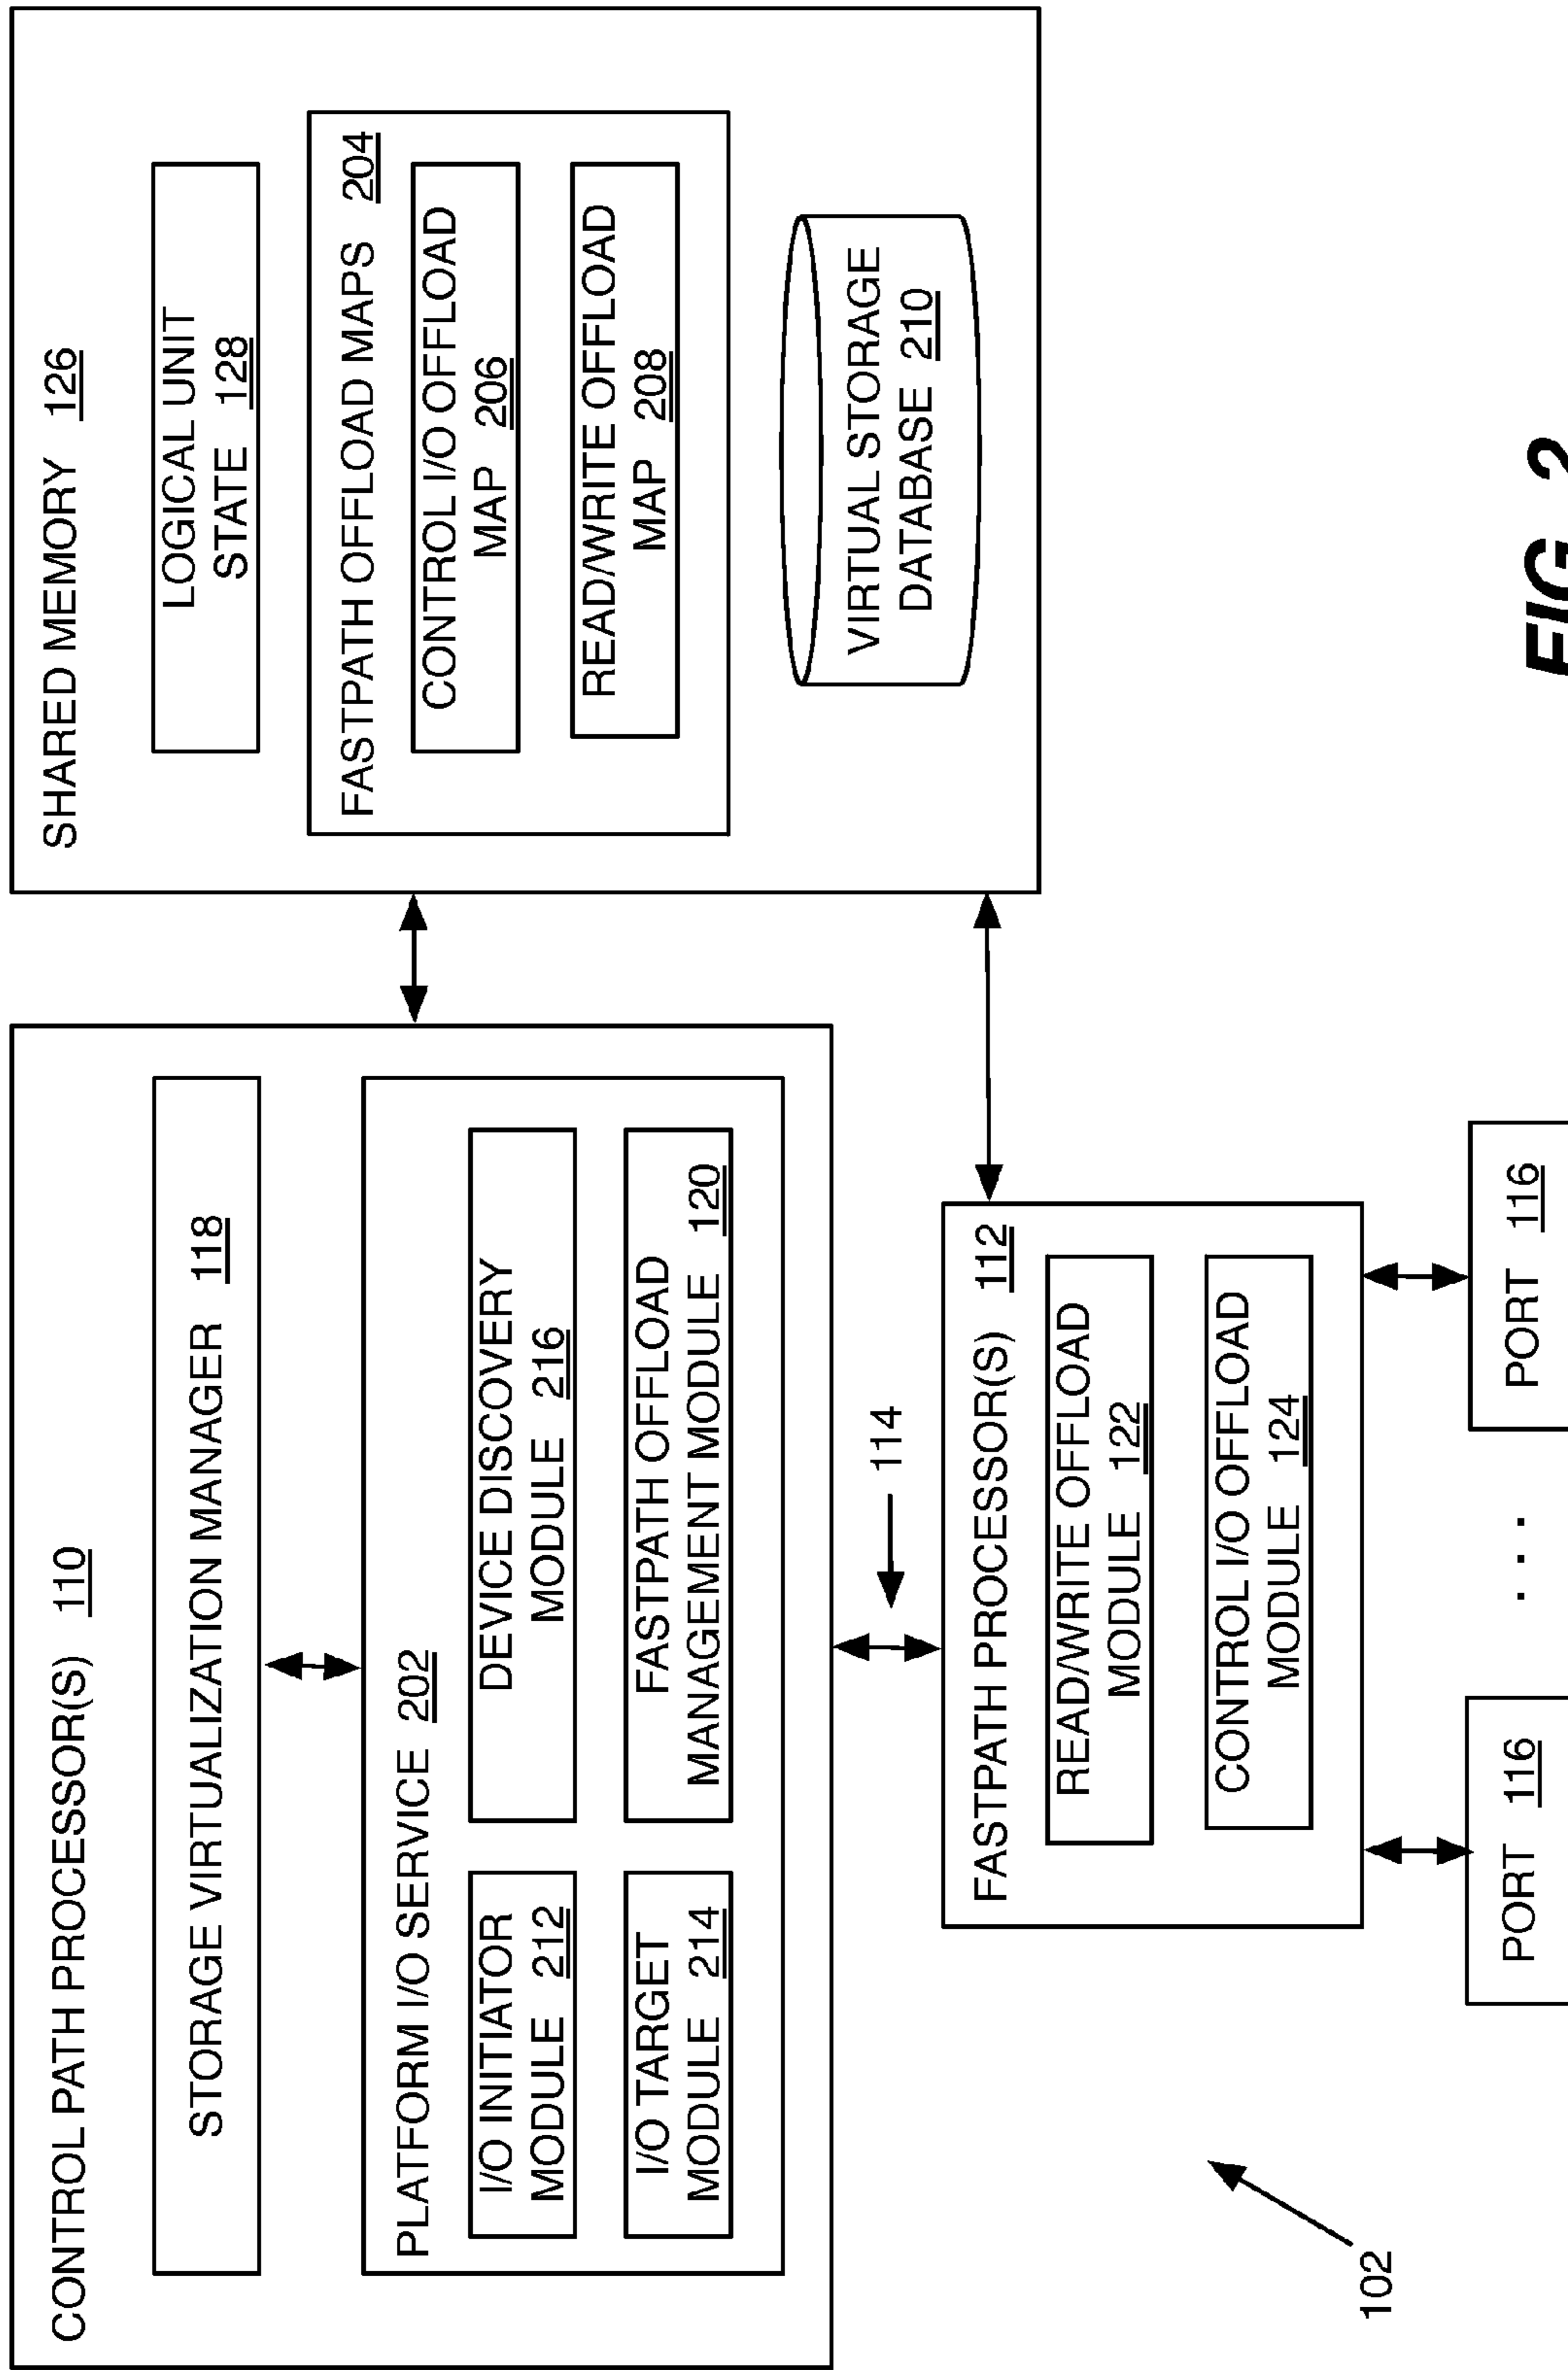 CONTROL PATH PROCESSOR(S) 110
STORAGE VIRTUALIZATION MANAGER 118
PLATFORM I/O SERVICE 202
I/O INITIATOR
MODULE 212
DEVICE DISCOVERY
MODULE 216
I/O TARGET
MODULE 214
FASTPATH OFFLOAD
MANAGEMENT MODULE 120
SHARED MEMORY 126
LOGICAL UNIT
STATE 128
FASTPATH OFFLOAD MAPS 204
CONTROL I/O OFFLOAD
MAP 206
READ/WRITE OFFLOAD
MAP 208
VIRTUAL STORAGE
DATABASE 210
114
FASTPATH PROCESSOR(S) 112
READ/WRITE OFFLOAD
MODULE 122
CONTROL I/O OFFLOAD
MODULE 124
102
PORT 116
. . .
PORT 116
FIG. 2